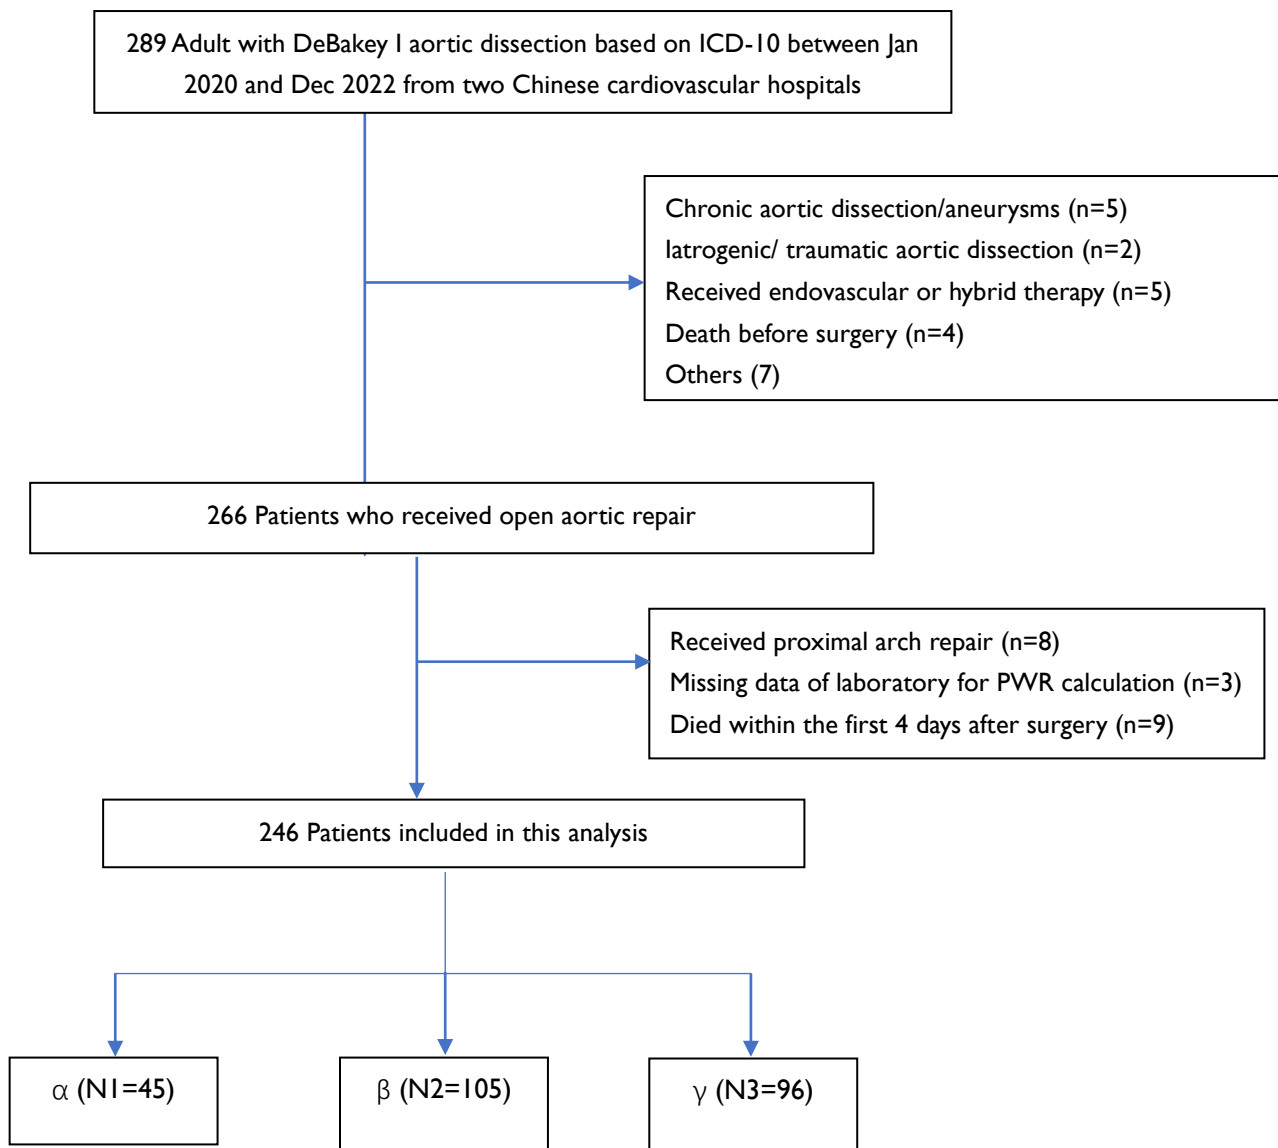 289 Adult with DeBakey I aortic dissection based on ICD-10 between Jan
2020 and Dec 2022 from two Chinese cardiovascular hospitals
Chronic aortic dissection/aneurysms (n=5)
Iatrogenic/ traumatic aortic dissection (n=2)
Received endovascular or hybrid therapy (n=5)
Death before surgery (n=4)
Others (7)
266 Patients who received open aortic repair
Received proximal arch repair (n=8)
Missing data of laboratory for PWR calculation (n=3)
Died within the first 4 days after surgery (n=9)
246 Patients included in this analysis
α (N1=45)
β (N2=105)
γ (N3=96)